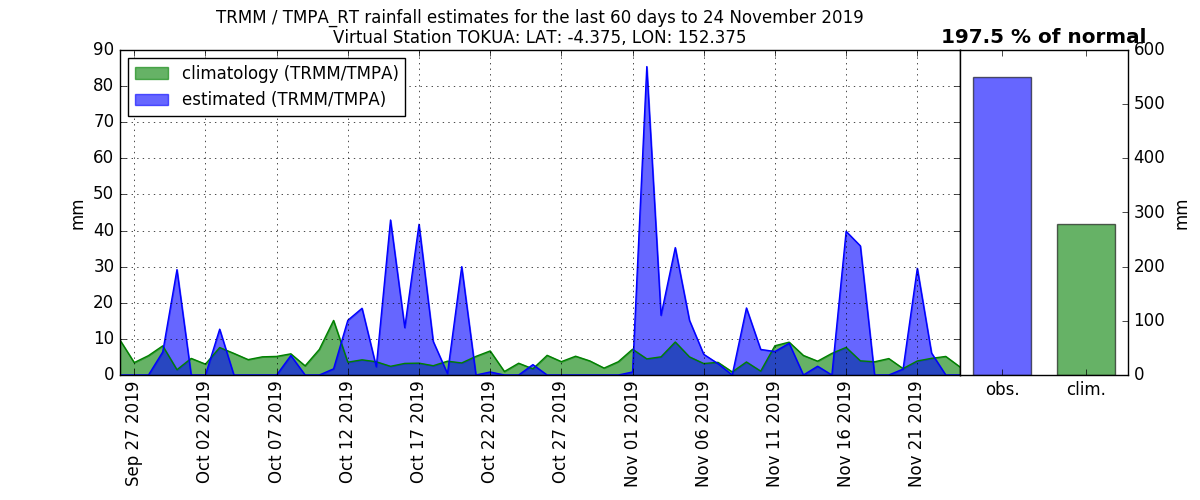 TRMM / TMPA_RT rainfall estimates for the last 60 days to 24 November 2019
Virtual Station TOKUA: LAT: -4.375, LON: 152.375
197.5 % of normal
climatology (TRMM/TMPA)
estimated (TRMM/TMPA)
mm
90
80
70
60
50
40
30
20
10
0
Sep 27 2019
Oct 02 2019
Oct 07 2019
Oct 12 2019
Oct 17 2019
Oct 22 2019
Oct 27 2019
Nov 01 2019
Nov 06 2019
Nov 11 2019
Nov 16 2019
Nov 21 2019
600
500
400
300
200
100
0
mm
obs.
clim.